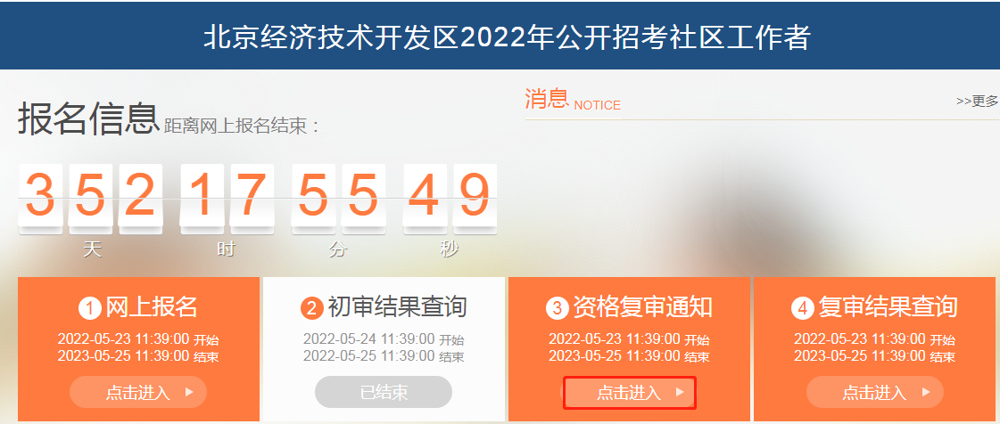 北京经济技术开发区2022年公开招考社区工作者
报名信息 距离网上报名结束：
消息 NOTICE
>>更多
352 17 55 49
天 时 分 秒
1 网上报名
2022-05-23 11:39:00 开始
2023-05-25 11:39:00 结束
点击进入
2 初审结果查询
2022-05-24 11:39:00 开始
2023-05-25 11:39:00 结束
已结束
3 资格复审通知
2022-05-23 11:39:00 开始
2023-05-25 11:39:00 结束
点击进入
4 复审结果查询
2022-05-23 11:39:00 开始
2023-05-25 11:39:00 结束
点击进入